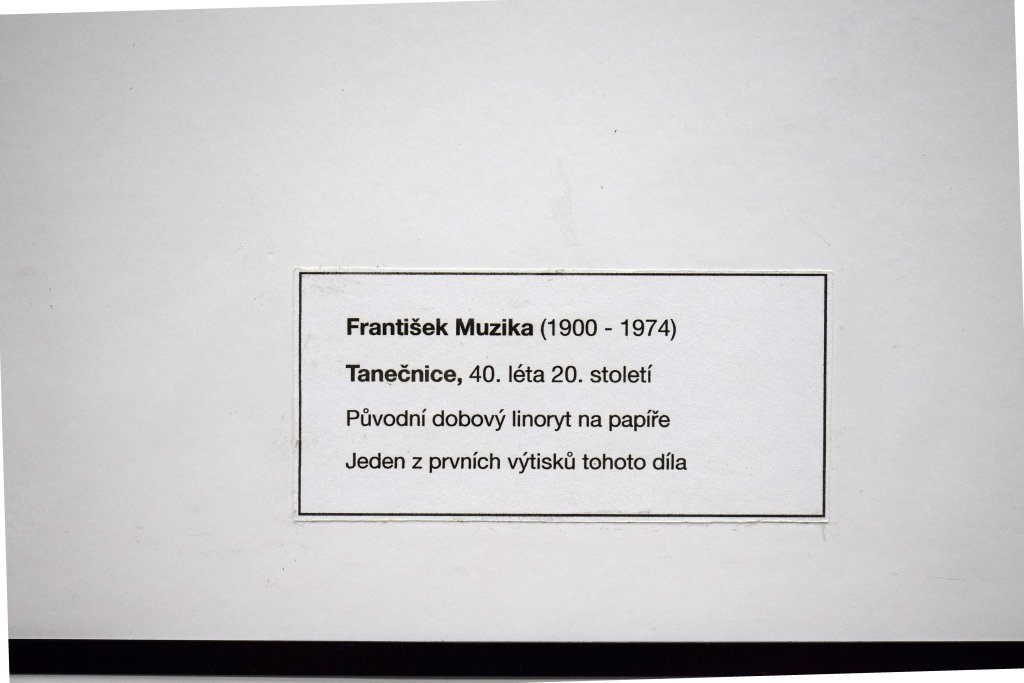 František Muzika (1900 - 1974)
Tanečnice, 40. léta 20. století
Původní dobový linoryt na papíře
Jeden z prvních výtisků tohoto díla